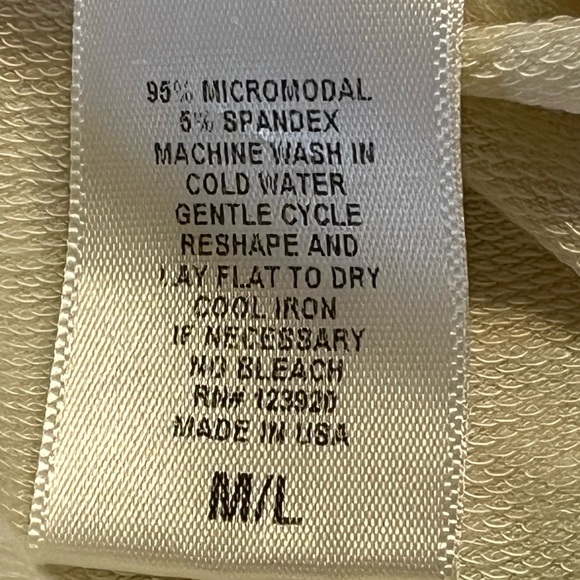 95% MICROMODAL
5% SPANDEX
MACHINE WASH IN
COLD WATER
GENTLE CYCLE
RESHAPE AND
LAY FLAT TO DRY
COOL IRON
IF NECESSARY
NO BLEACH
RN# 123920
MADE IN USA
M/L